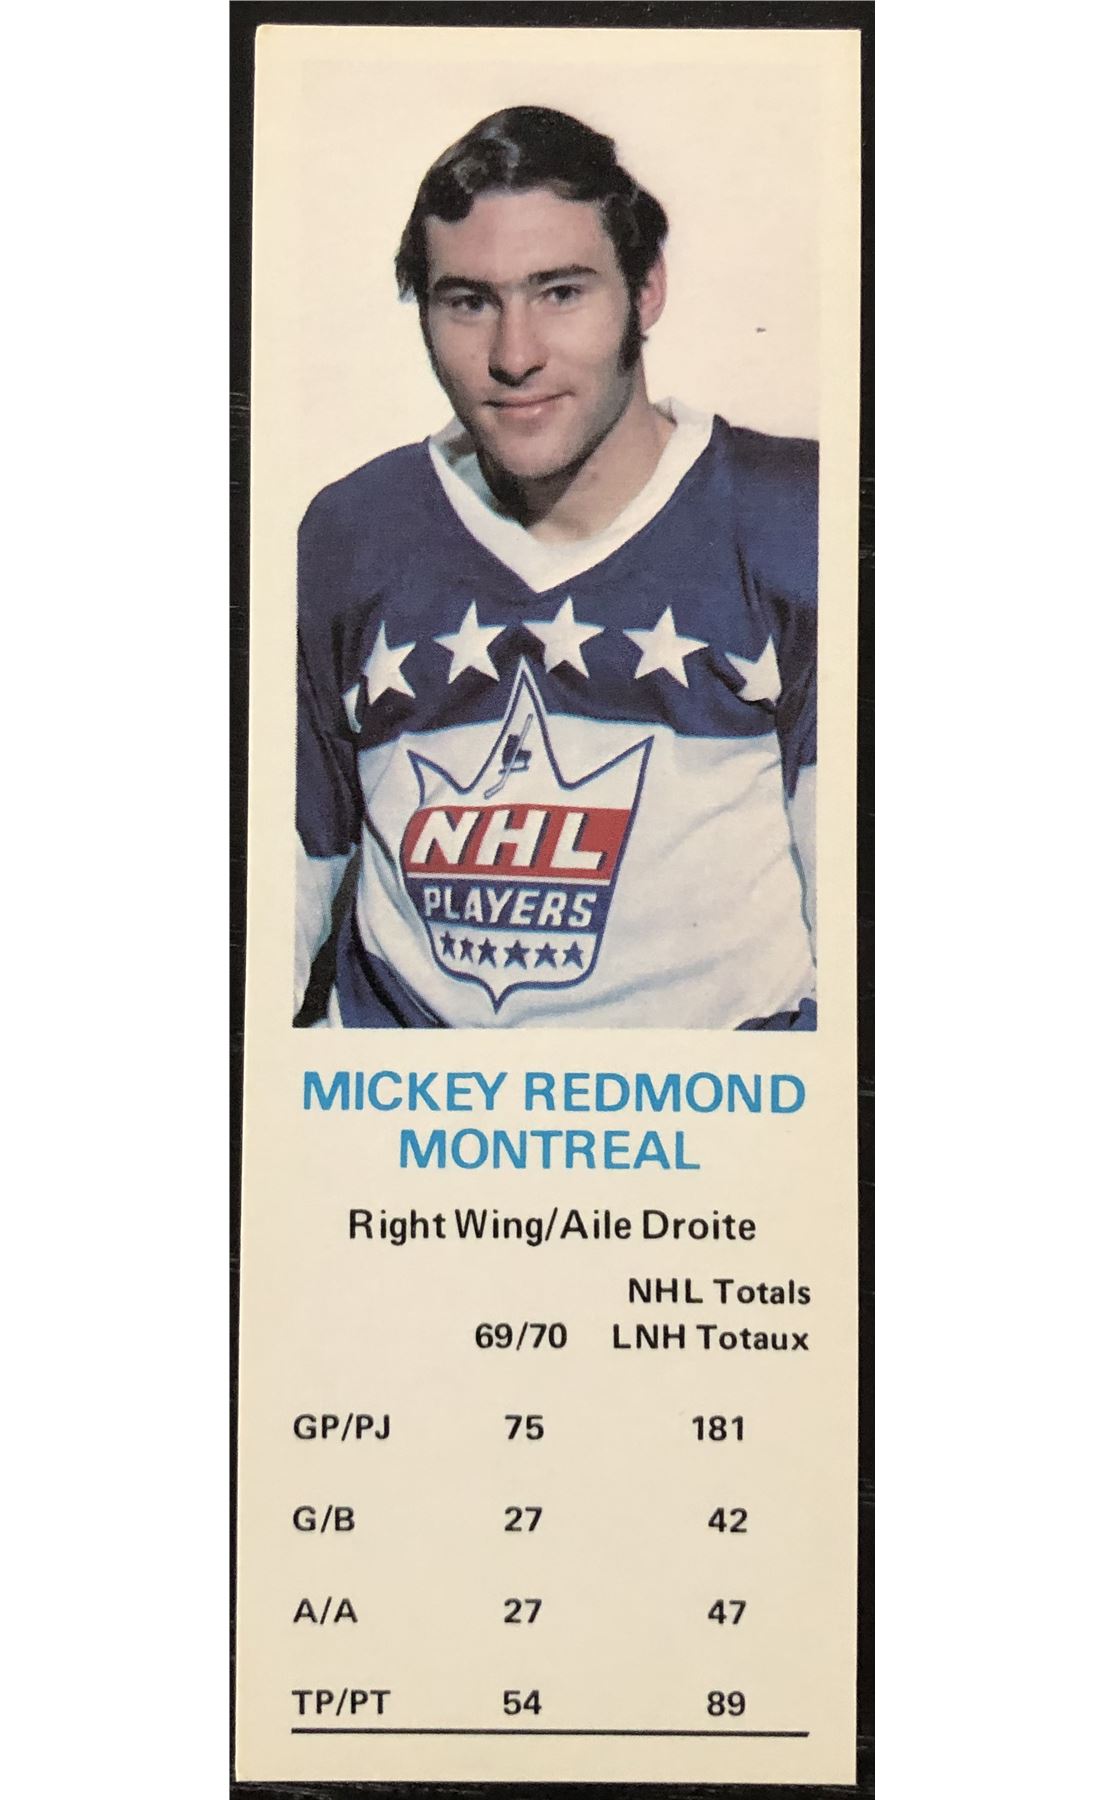 NHL
PLAYERS
MICKEY REDMOND
MONTREAL
Right Wing/Aile Droite
NHL Totals
69/70 LNH Totaux
GP/PJ 75 181
G/B 27 42
A/A 27 47
TP/PT 54 89